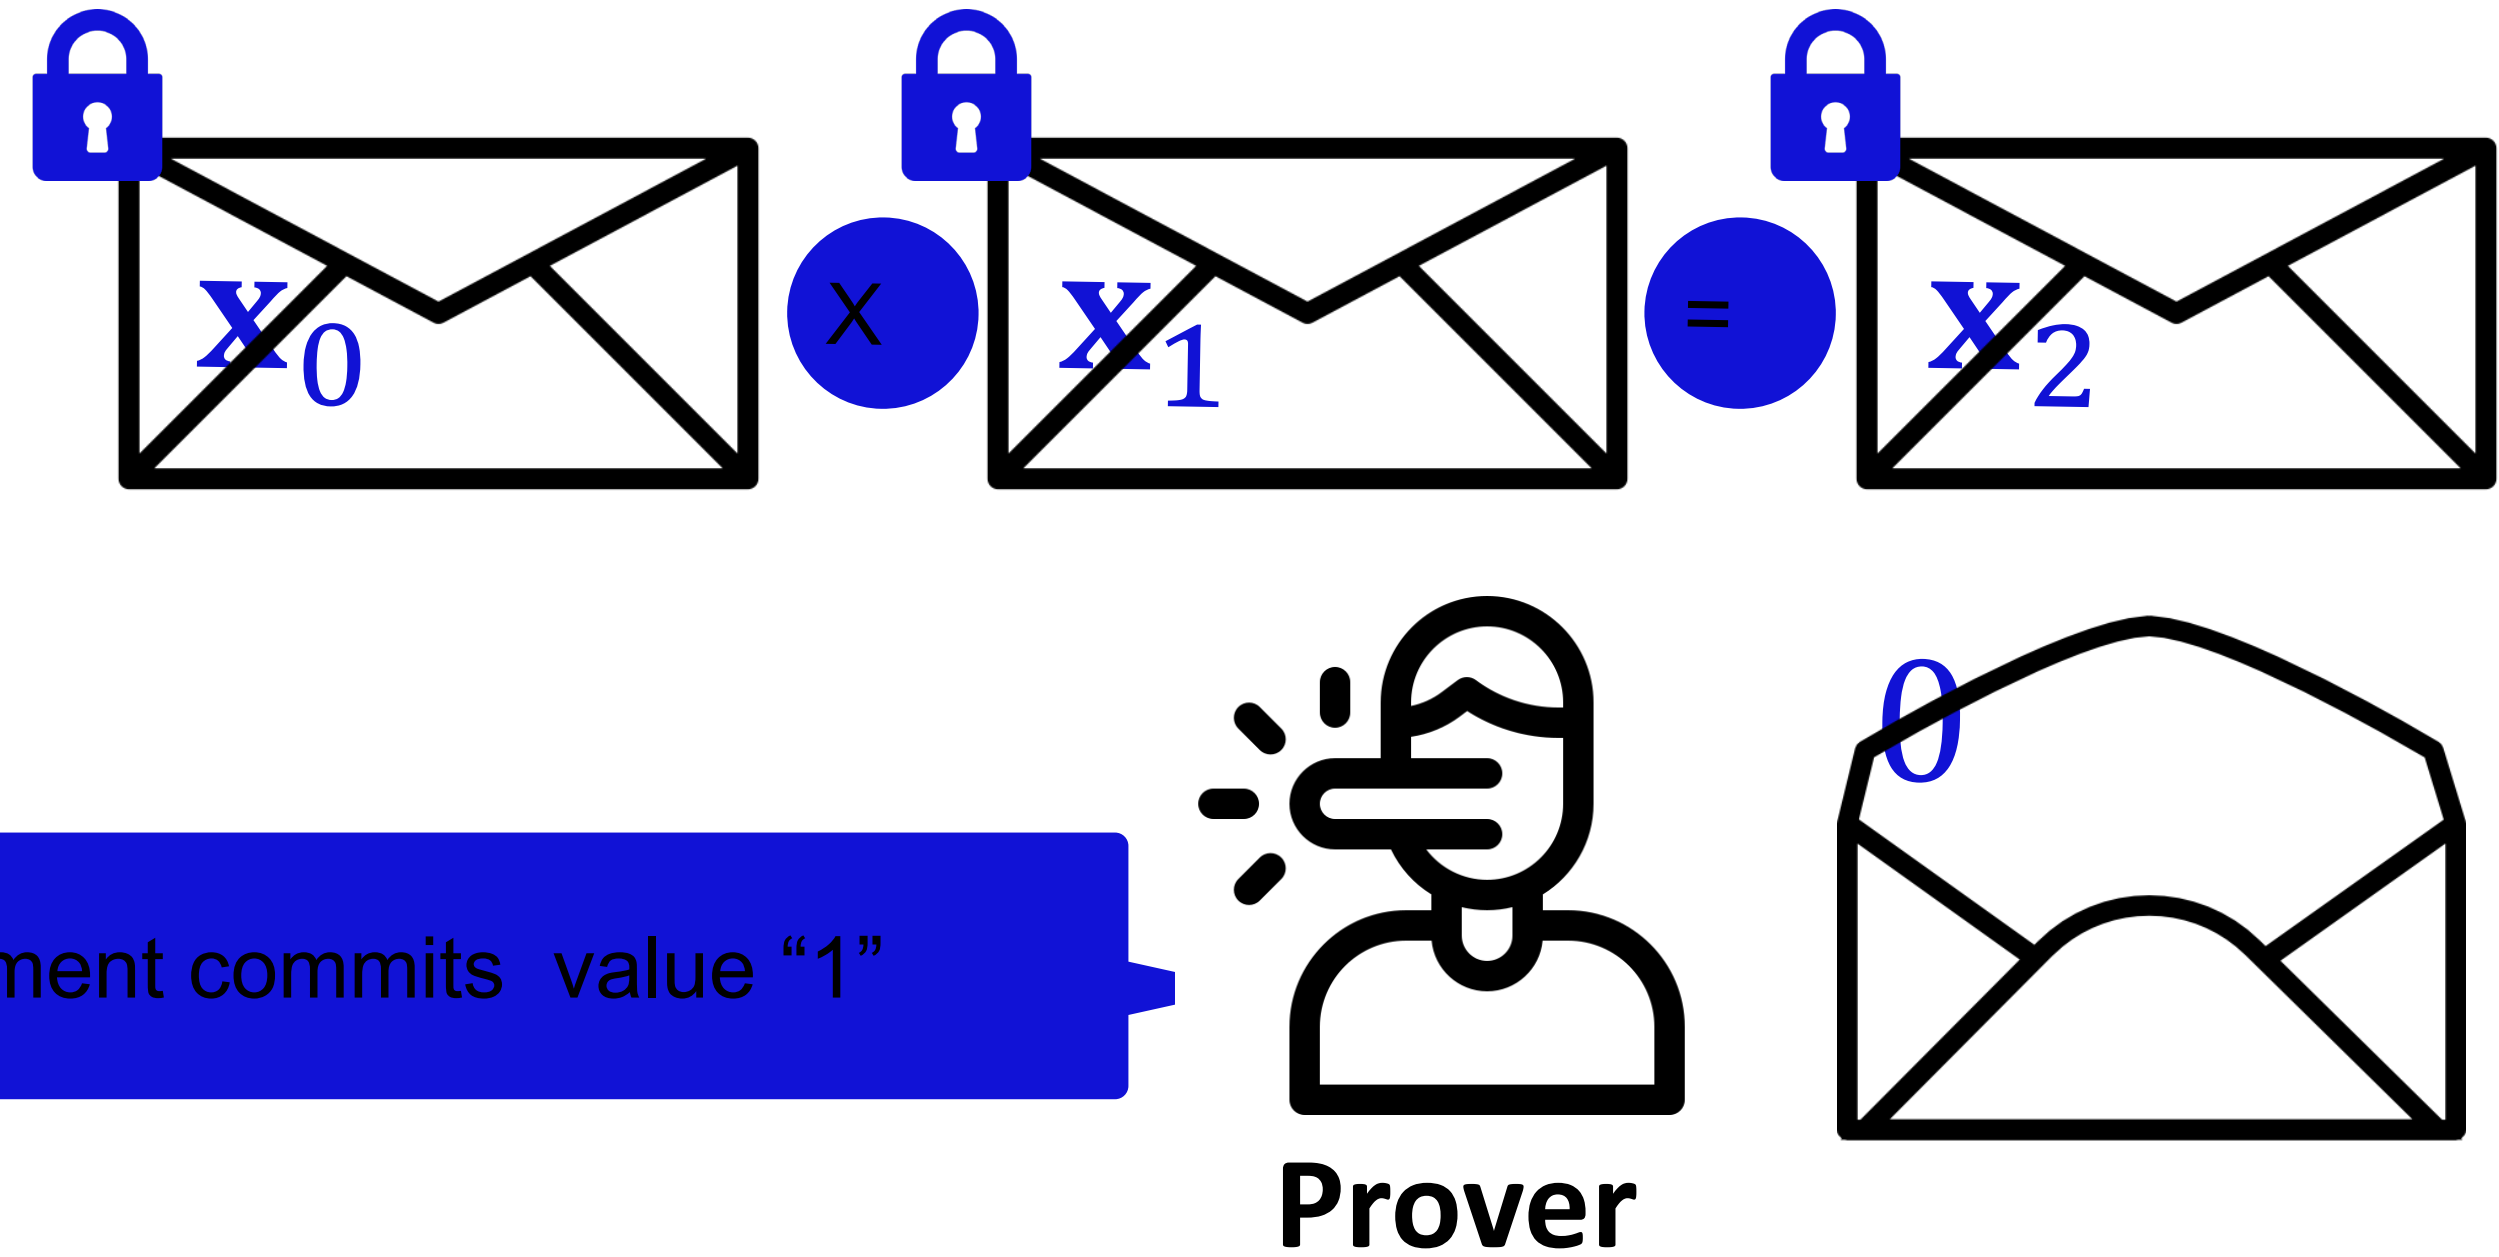 x0 X x1 = x2
0
ment commits value “1”
Prover